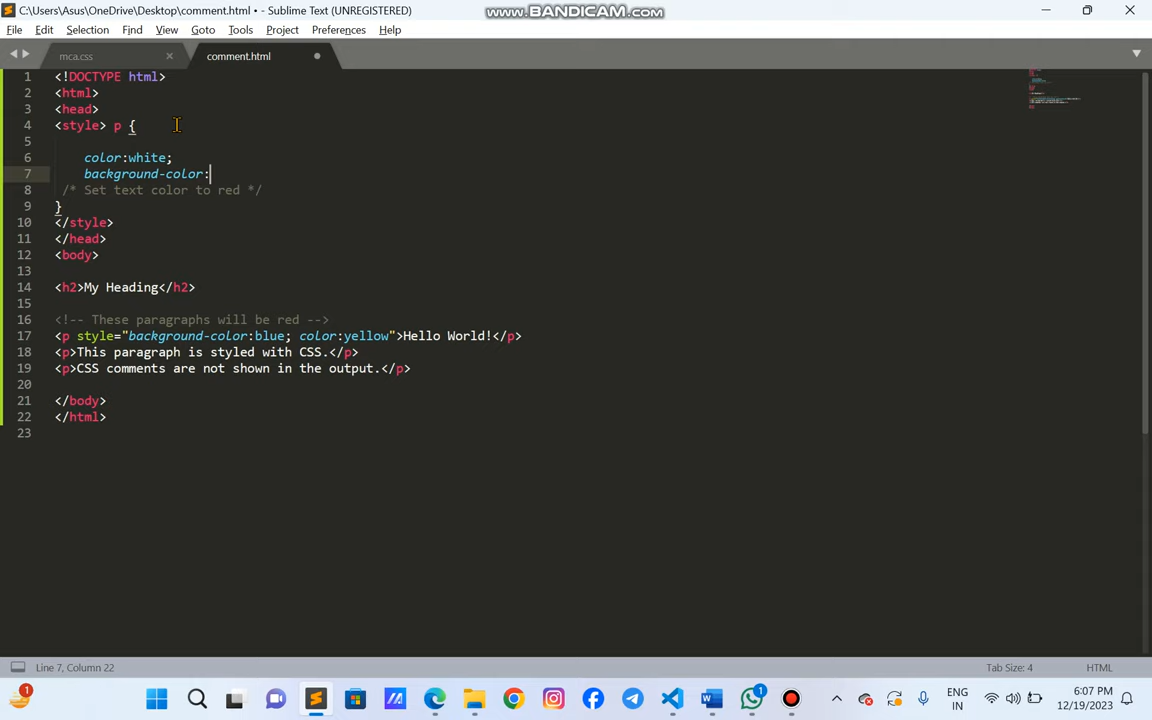 C:\Users\Asus\OneDrive\Desktop\comment.html • - Sublime Text (UNREGISTERED)
www.BANDICAM.com
File Edit Selection Find View Goto Tools Project Preferences Help
mca.css × comment.html
1 <!DOCTYPE html>
2 <html>
3 <head>
4 <style> p {
5
6 color:white;
7 background-color:
8 /* Set text color to red */
9 }
10 </style>
11 </head>
12 <body>
13
14 <h2>My Heading</h2>
15
16 <!-- These paragraphs will be red -->
17 <p style="background-color:blue; color:yellow">Hello World!</p>
18 <p>This paragraph is styled with CSS.</p>
19 <p>CSS comments are not shown in the output.</p>
20
21 </body>
22 </html>
23
Line 7, Column 22 Tab Size: 4 HTML
1 1 ENG 6:07 PM
IN 12/19/2023